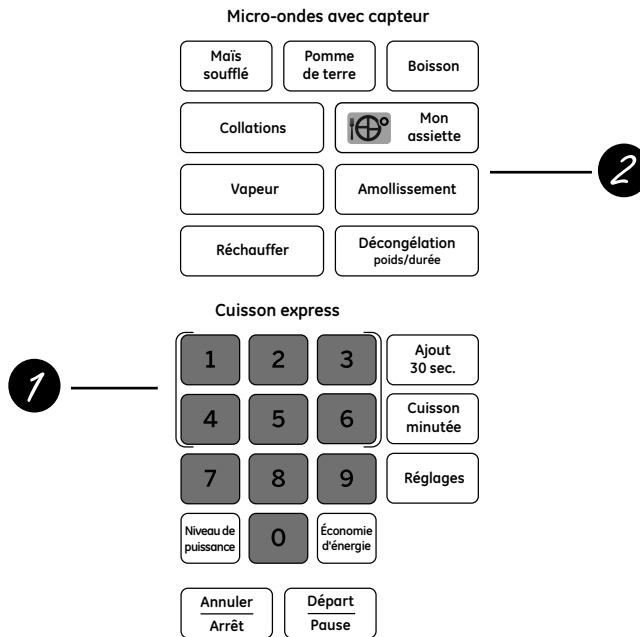 Micro-ondes avec capteur
Maïs
soufflé
Pomme
de terre
Boisson
Collations
Mon
assiette
Vapeur
Amollissement
2
Réchauffer
Décongélation
poids/durée
Cuisson express
1
1 2 3
Ajout
30 sec.
4 5 6
Cuisson
minutée
7 8 9
Réglages
Niveau de
puissance
0
Économie
d'énergie
Annuler
Arrêt
Départ
Pause